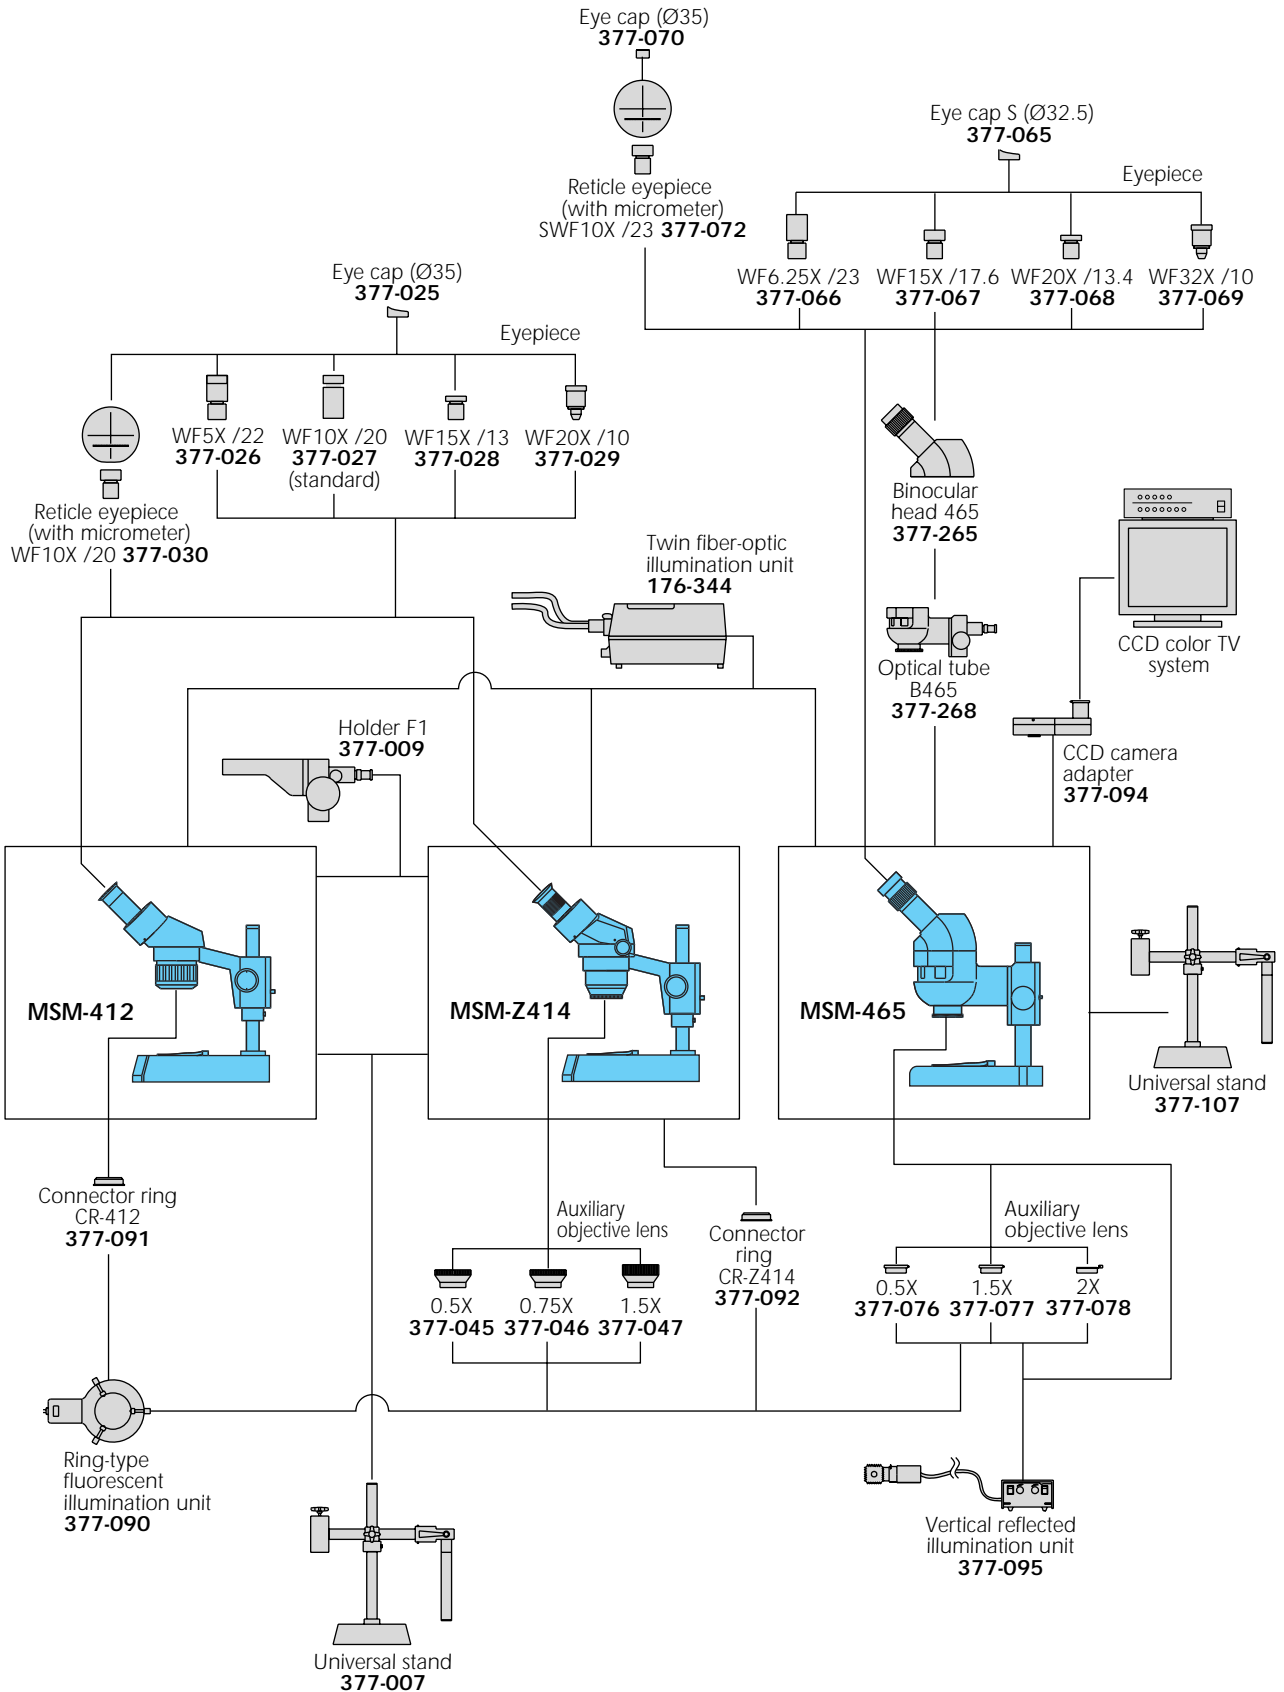 Eye cap (Ø35)
377-070
Eye cap S (Ø32.5)
377-065
Eyepiece
Reticle eyepiece
(with micrometer)
SWF10X /23 377-072
WF6.25X /23
377-066
WF15X /17.6
377-067
WF20X /13.4
377-068
WF32X /10
377-069
Eye cap (Ø35)
377-025
Eyepiece
WF5X /22
377-026
WF10X /20
377-027
(standard)
WF15X /13
377-028
WF20X /10
377-029
Reticle eyepiece
(with micrometer)
WF10X /20 377-030
Binocular
head 465
377-265
Twin fiber-optic
illumination unit
176-344
CCD color TV
system
Optical tube
B465
377-268
Holder F1
377-009
CCD camera
adapter
377-094
MSM-412
MSM-Z414
MSM-465
Universal stand
377-107
Connector ring
CR-412
377-091
Auxiliary
objective lens
0.5X
377-045
0.75X
377-046
1.5X
377-047
Connector
ring
CR-Z414
377-092
Auxiliary
objective lens
0.5X
377-076
1.5X
377-077
2X
377-078
Ring-type
fluorescent
illumination unit
377-090
Vertical reflected
illumination unit
377-095
Universal stand
377-007